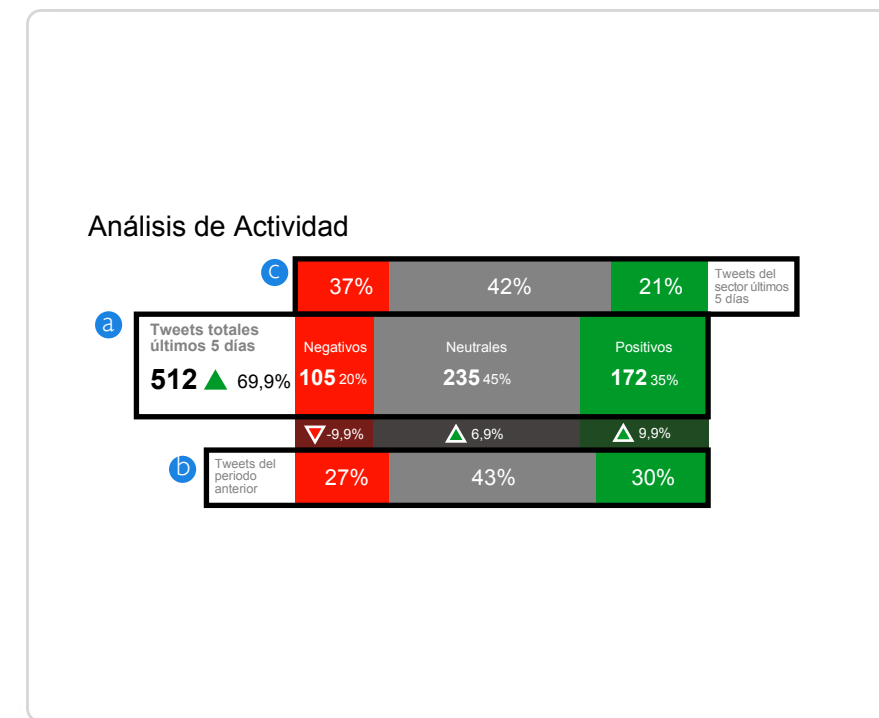 Análisis de Actividad
c
37%
42%
21%
Tweets del
sector últimos
5 días
a
Tweets totales
últimos 5 días
512 69,9%
Negativos
105 20%
Neutrales
235 45%
Positivos
172 35%
-9,9%
6,9%
9,9%
b
Tweets del
periodo
anterior
27%
43%
30%